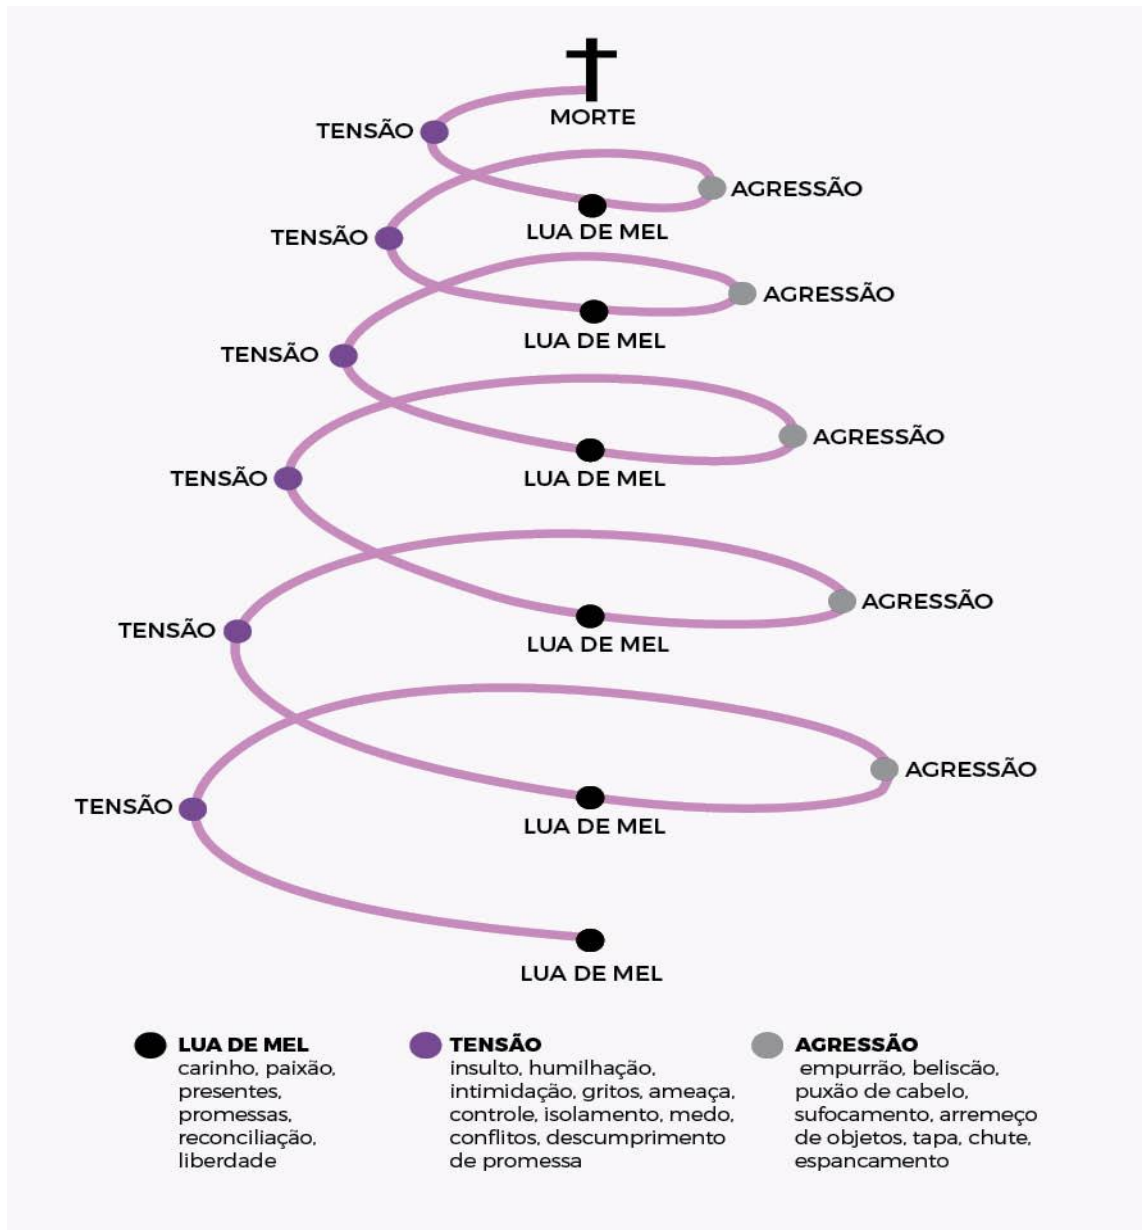 MORTE
TENSÃO
AGRESSÃO
LUA DE MEL
TENSÃO
AGRESSÃO
LUA DE MEL
TENSÃO
AGRESSÃO
LUA DE MEL
TENSÃO
AGRESSÃO
LUA DE MEL
TENSÃO
AGRESSÃO
LUA DE MEL
TENSÃO
LUA DE MEL
LUA DE MEL
carinho, paixão,
presentes,
promessas,
reconciliação,
liberdade
TENSÃO
insulto, humilhação,
intimidação, gritos, ameaça,
controle, isolamento, medo,
conflitos, descumprimento
de promessa
AGRESSÃO
empurrão, beliscão,
puxão de cabelo,
sufocamento, arremeço
de objetos, tapa, chute,
espancamento